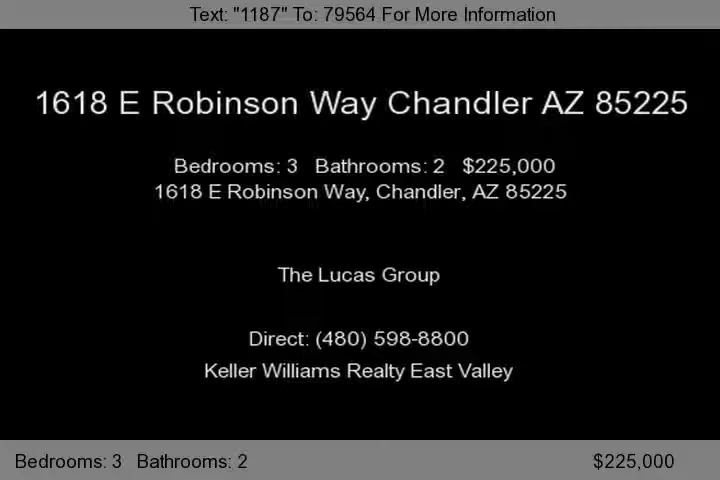 Text: "1187" To: 79564 For More Information
1618 E Robinson Way Chandler AZ 85225
Bedrooms: 3 Bathrooms: 2 $225,000
1618 E Robinson Way, Chandler, AZ 85225
The Lucas Group
Direct: (480) 598-8800
Keller Williams Realty East Valley
Bedrooms: 3 Bathrooms: 2 $225,000